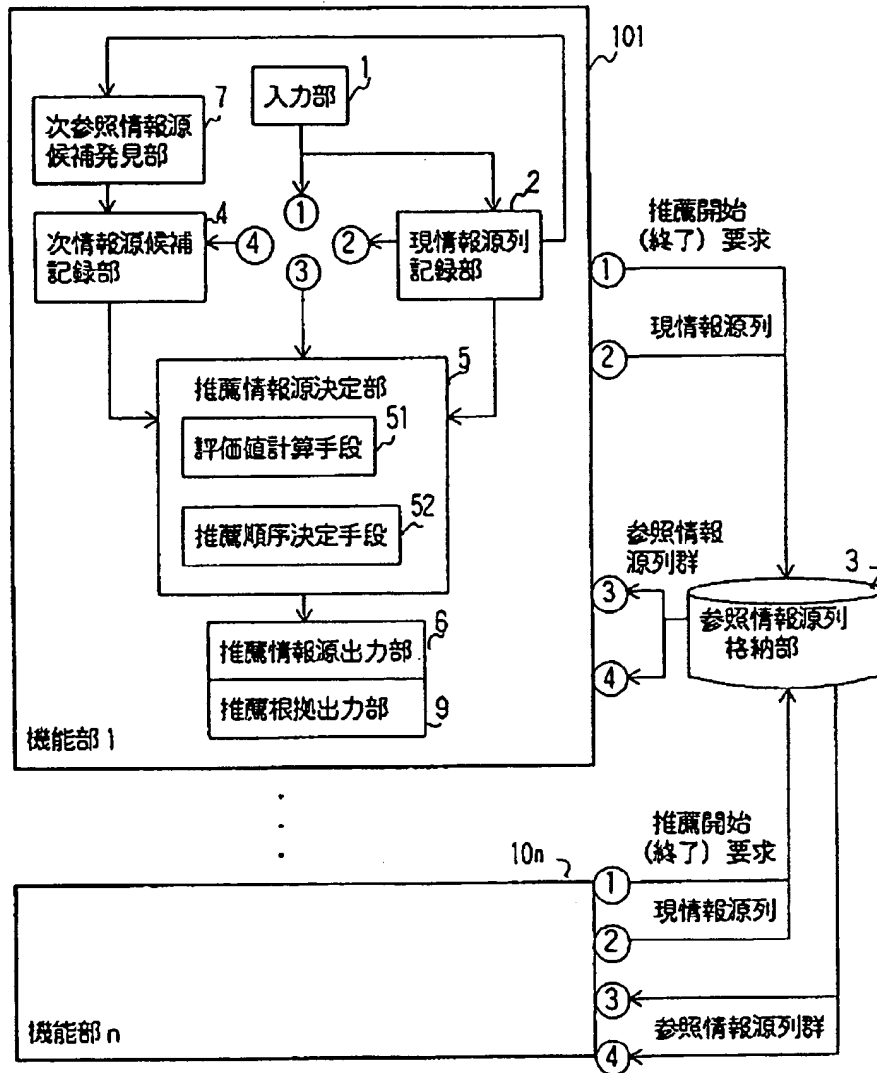 101
1
入力部
7
次参照情報源
候補発見部
4
次情報源候補
記録部
①
②
③
④
2
現情報源列
記録部
推薦開始
(終了) 要求
①
現情報源列
②
5
推薦情報源決定部
51
評価値計算手段
52
推薦順序決定手段
参照情報
源列群
③
④
3
参照情報源列
格納部
6
推薦情報源出力部
推薦根拠出力部
9
機能部1
推薦開始
(終了) 要求
10n
①
現情報源列
②
③
参照情報源列群
④
機能部n